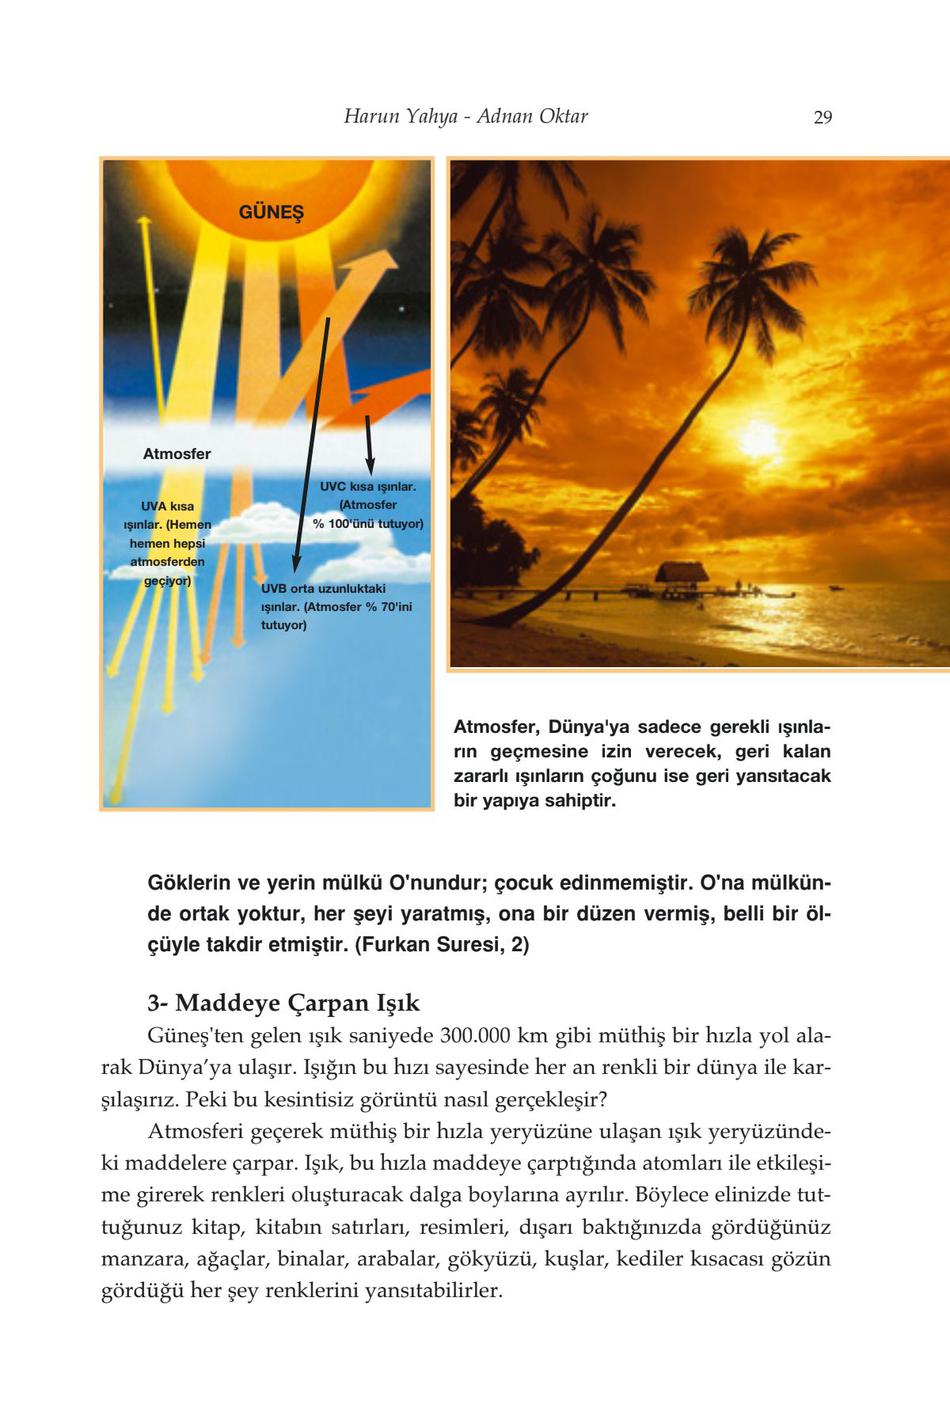 Harun Yahya - Adnan Oktar
29
GÜNEŞ
Atmosfer
UVA kısa
ışınlar. (Hemen
hemen hepsi
atmosferden
geçiyor)
UVC kısa ışınlar.
(Atmosfer
% 100'ünü tutuyor)
UVB orta uzunluktaki
ışınlar. (Atmosfer % 70'ini
tutuyor)
Atmosfer, Dünya'ya sadece gerekli ışınla-
rın geçmesine izin verecek, geri kalan
zararlı ışınların çoğunu ise geri yansıtacak
bir yapıya sahiptir.
Göklerin ve yerin mülkü O'nundur; çocuk edinmemiştir. O'na mülkün-
de ortak yoktur, her şeyi yaratmış, ona bir düzen vermiş, belli bir öl-
çüyle takdir etmiştir. (Furkan Suresi, 2)
3- Maddeye Çarpan Işık
Güneş'ten gelen ışık saniyede 300.000 km gibi müthiş bir hızla yol ala-
rak Dünya’ya ulaşır. Işığın bu hızı sayesinde her an renkli bir dünya ile kar-
şılaşırız. Peki bu kesintisiz görüntü nasıl gerçekleşir?
Atmosferi geçerek müthiş bir hızla yeryüzüne ulaşan ışık yeryüzünde-
ki maddelere çarpar. Işık, bu hızla maddeye çarptığında atomları ile etkileşi-
me girerek renkleri oluşturacak dalga boylarına ayrılır. Böylece elinizde tut-
tuğunuz kitap, kitabın satırları, resimleri, dışarı baktığınızda gördüğünüz
manzara, ağaçlar, binalar, arabalar, gökyüzü, kuşlar, kediler kısacası gözün
gördüğü her şey renklerini yansıtabilirler.